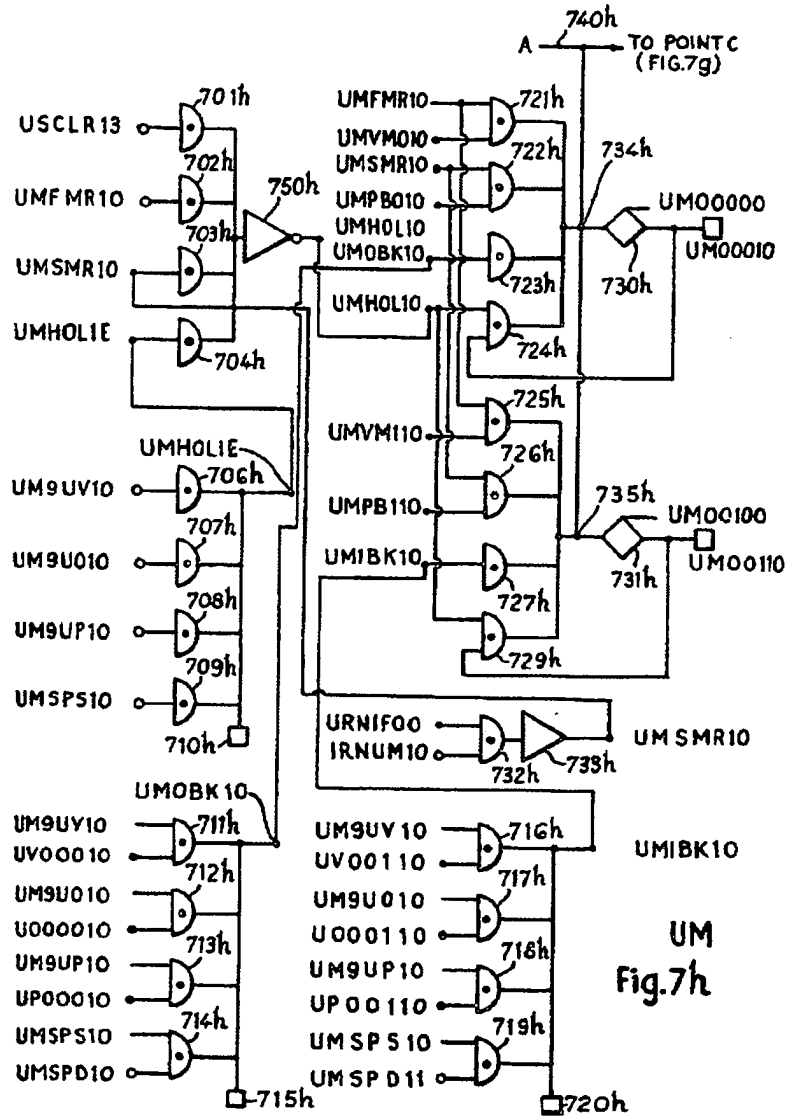 740h
A
TO POINT C
(FIG.7g)
701h
USCLR13
702h
UMFMR10
703h
750h
UMSMR10
UMHOL1E
704h
UMFMR10
721h
UMVM010
UMSMR10
722h
734h
UMPB010
UMHOL10
UM0BK10
723h
UM00000
UM00010
730h
UMHOL10
724h
725h
UMVM110
726h
UMPB110
735h
UM00100
UM00110
731h
UM1BK10
727h
729h
UMHOL1E
706h
UM9UV10
707h
UM9U010
708h
UM9UP10
709h
UMSPS10
710h
URNIF00
IRNUM10
732h
733h
UMSMR10
UM0BK10
711h
UM9UV10
UV00010
712h
UM9U010
U000010
713h
UM9UP10
UP00010
714h
UMSPS10
UMSPD10
715h
UM9UV10
716h
UV00110
UM1BK10
UM9U010
717h
U000110
UM9UP10
718h
UP00110
UMSPS10
719h
UMSPD11
720h
UM
Fig.7h